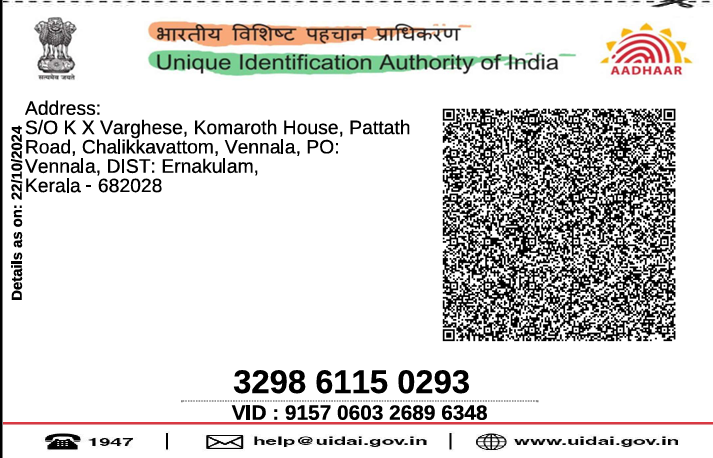 भारतीय विशिष्ट पहचान प्राधिकरण
Unique Identification Authority of India
सत्यमेव जयते
AADHAAR
Details as on: 22/10/2024
Address:
S/O K X Varghese, Komaroth House, Pattath
Road, Chalikkavattom, Vennala, PO:
Vennala, DIST: Ernakulam,
Kerala - 682028
3298 6115 0293
VID : 9157 0603 2689 6348
1947 | help@uidai.gov.in | www.uidai.gov.in